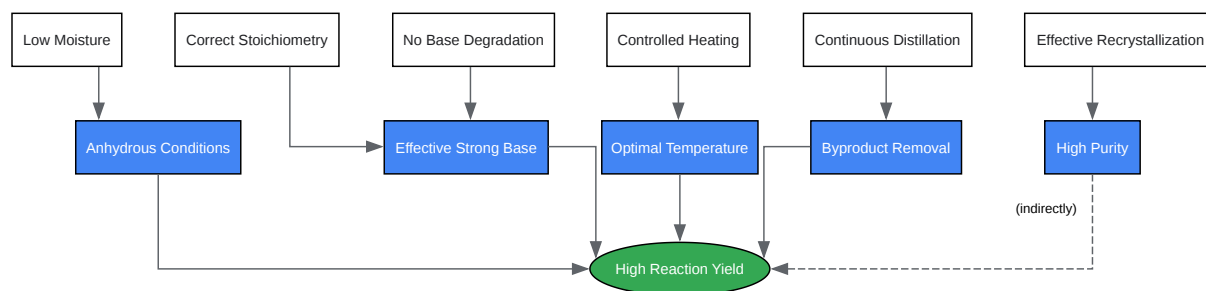 Low Moisture
Correct Stoichiometry
No Base Degradation
Controlled Heating
Continuous Distillation
Effective Recrystallization
Anhydrous Conditions
Effective Strong Base
Optimal Temperature
Byproduct Removal
High Purity
(indirectly)
High Reaction Yield